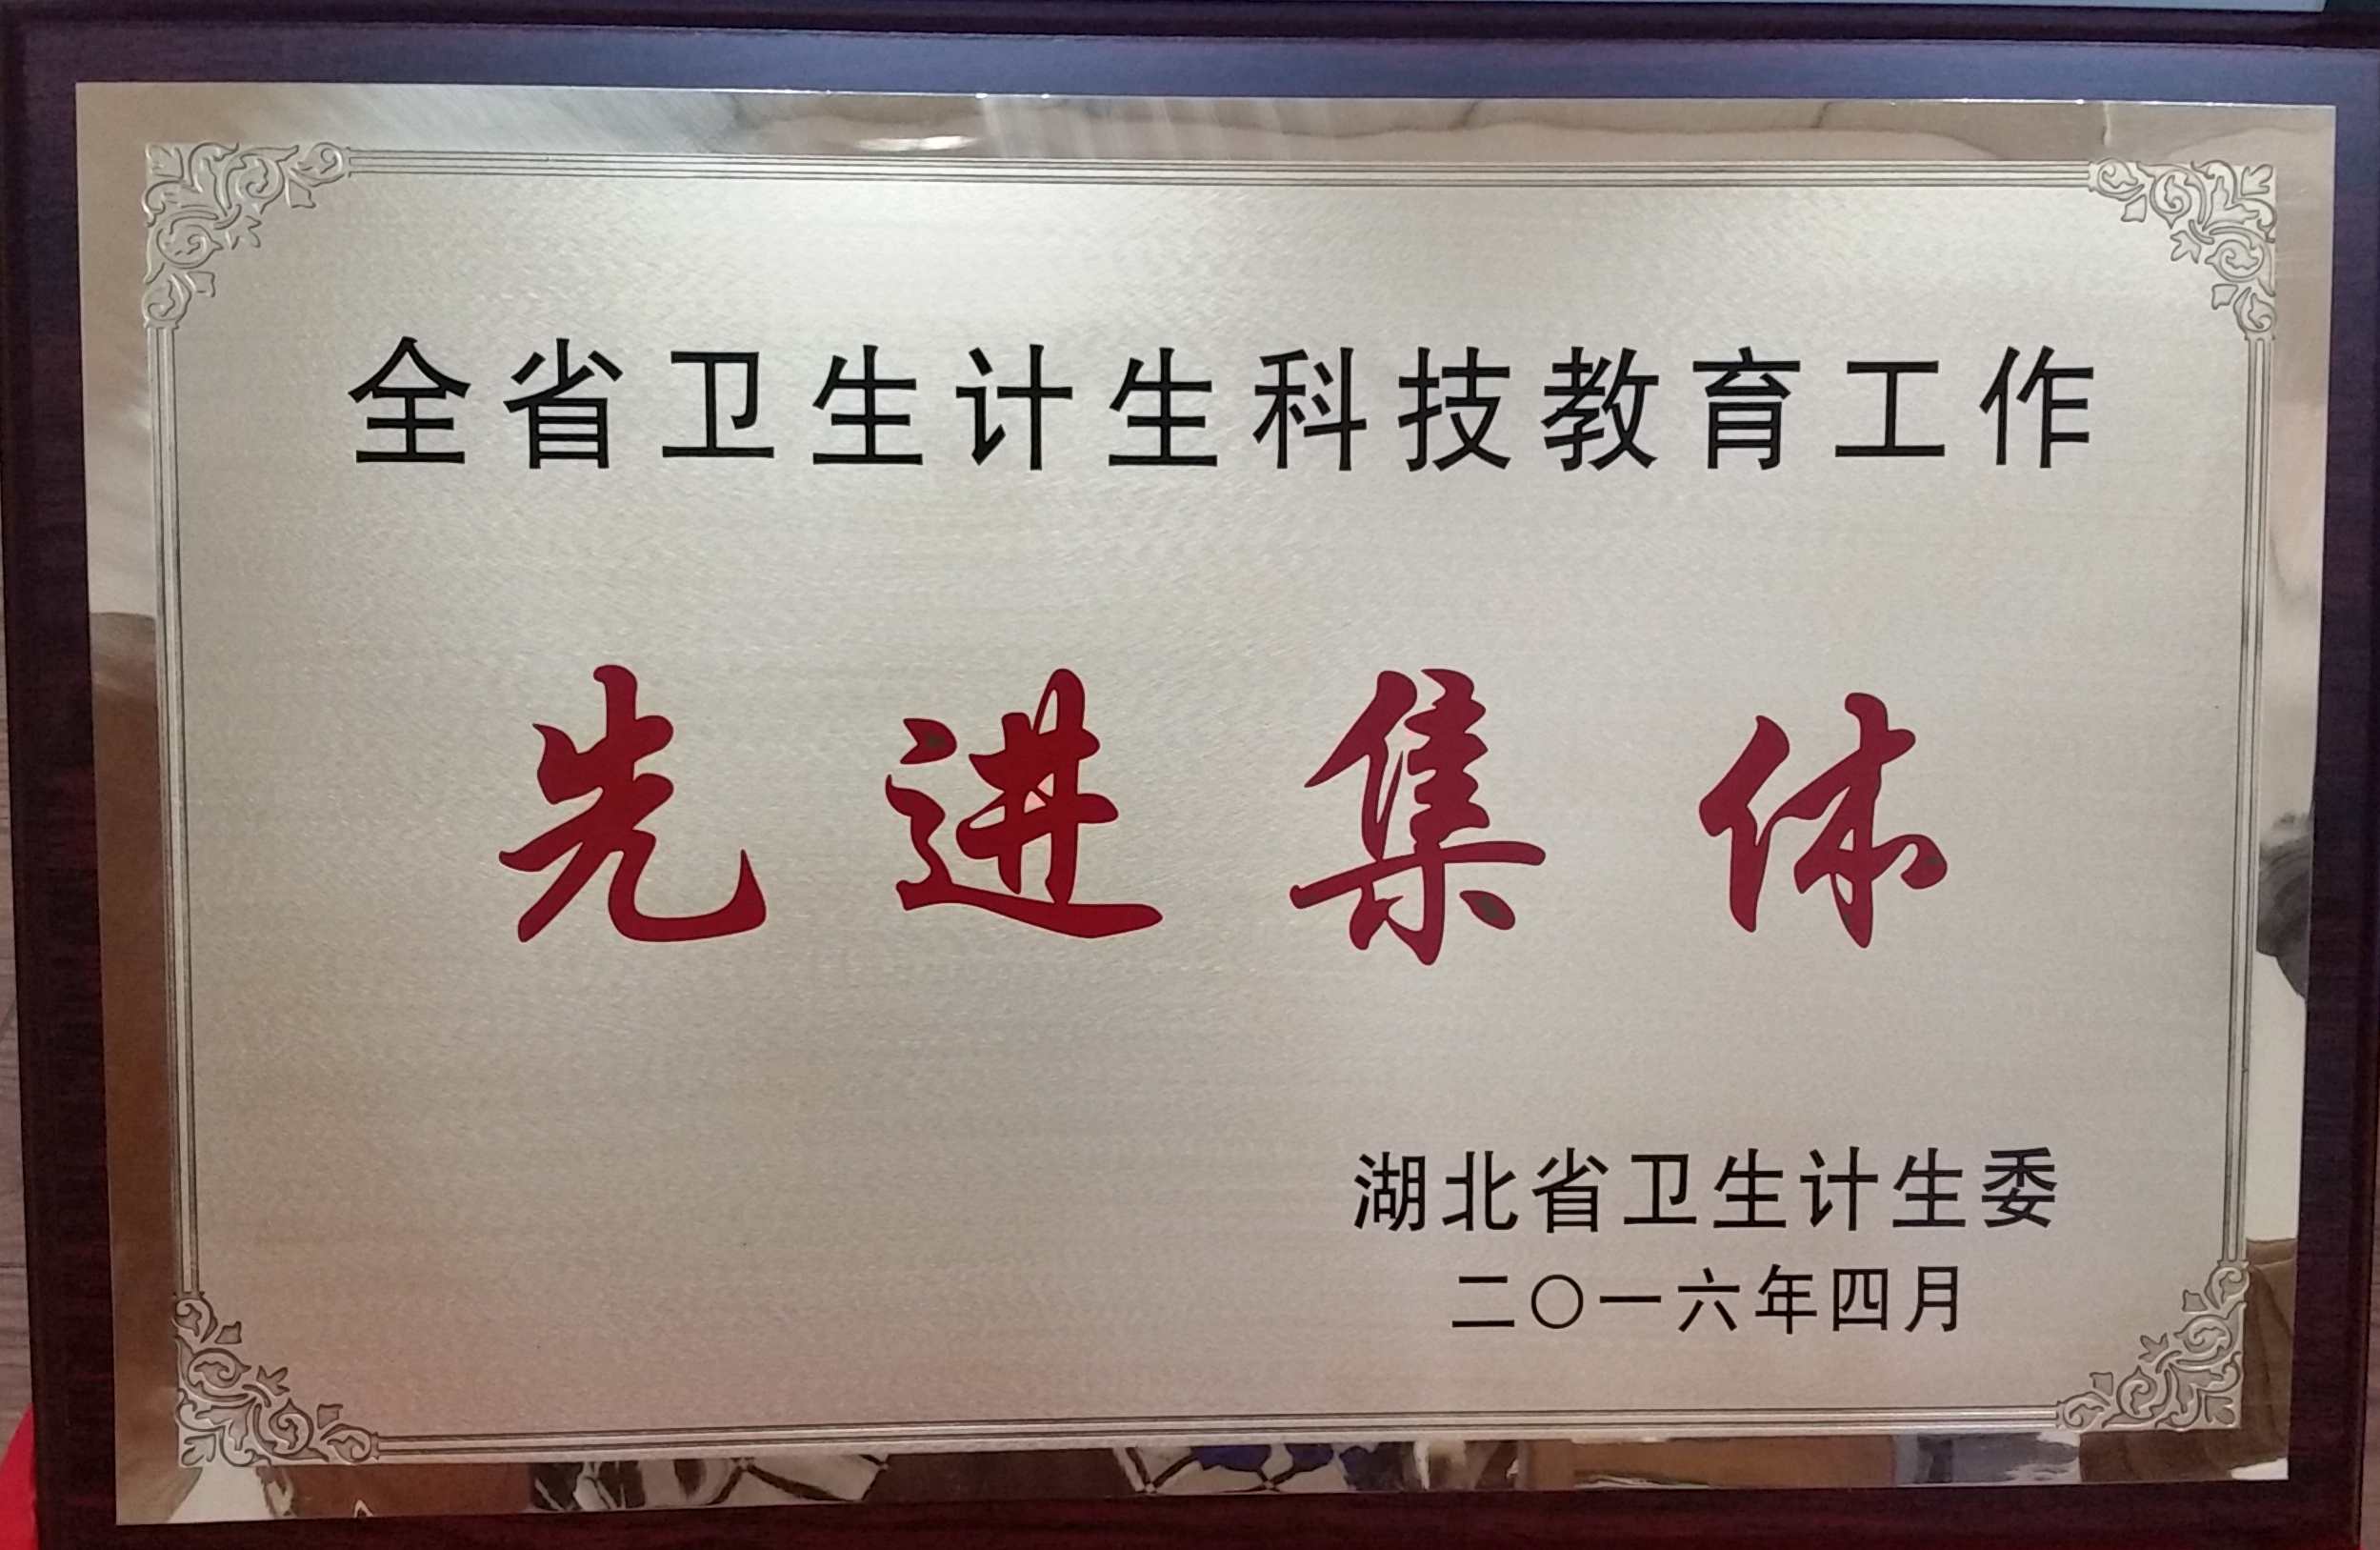 全省卫生计生科技教育工作
先进集体
湖北省卫生计生委
二〇一六年四月